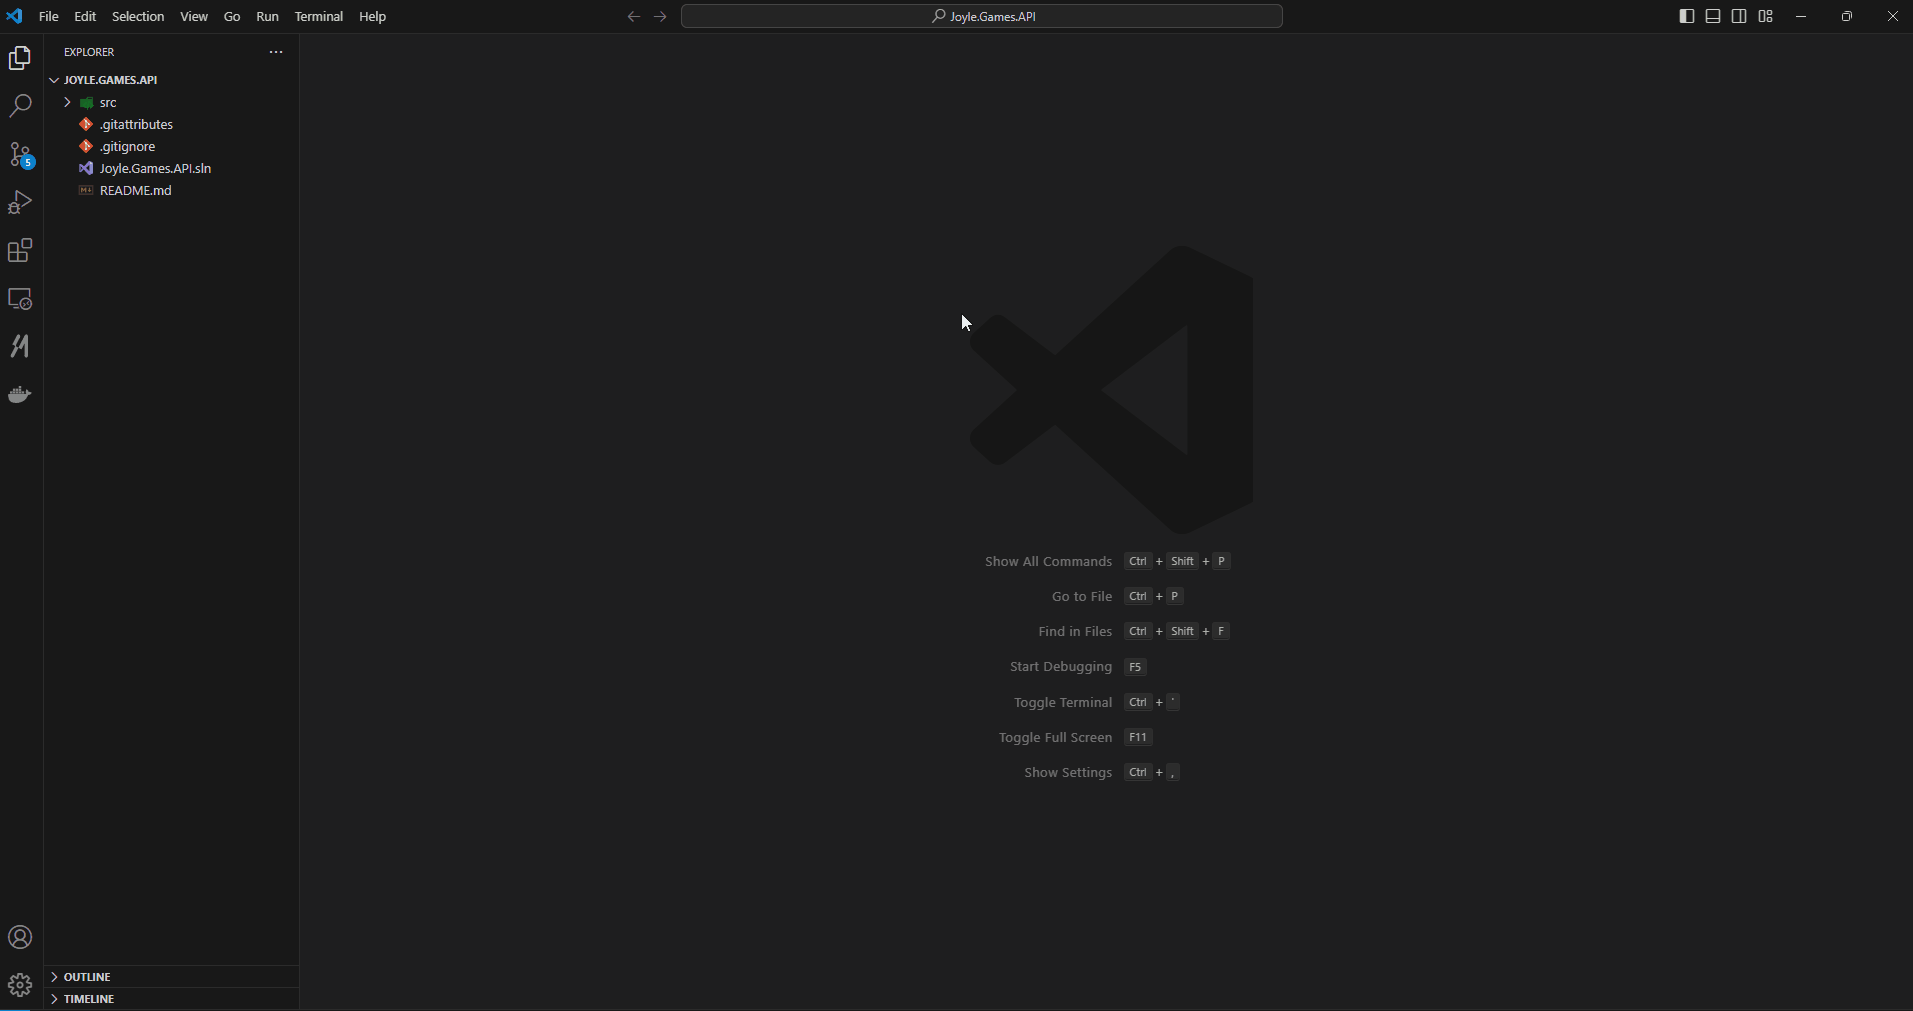 File Edit Selection View Go Run Terminal Help
Joyle.Games.API
EXPLORER
JOYLE.GAMES.API
src
.gitattributes
.gitignore
Joyle.Games.API.sln
README.md
5
Show All Commands Ctrl + Shift + P
Go to File Ctrl + P
Find in Files Ctrl + Shift + F
Start Debugging F5
Toggle Terminal Ctrl + '
Toggle Full Screen F11
Show Settings Ctrl + ,
OUTLINE
TIMELINE